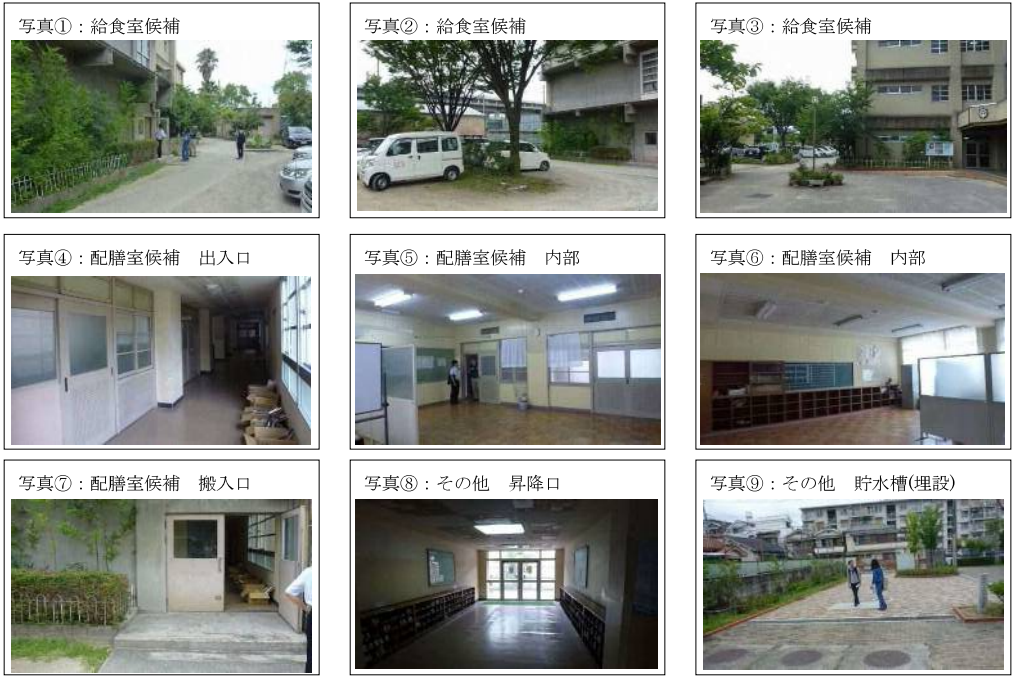 写真①：給食室候補
写真②：給食室候補
写真③：給食室候補
写真④：配膳室候補　出入口
写真⑤：配膳室候補　内部
写真⑥：配膳室候補　内部
写真⑦：配膳室候補　搬入口
写真⑧：その他　昇降口
写真⑨：その他　貯水槽(埋設)